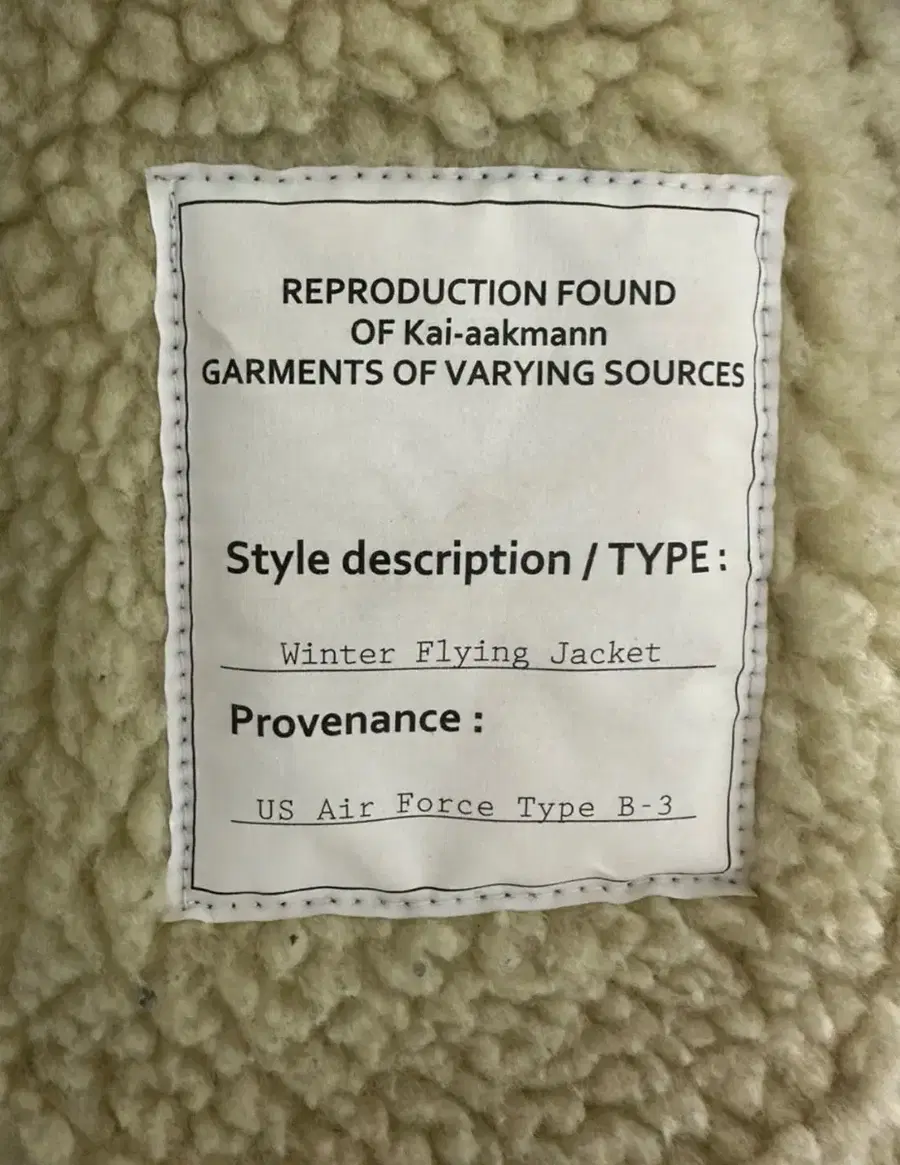 REPRODUCTION FOUND
OF Kai-aakmann
GARMENTS OF VARYING SOURCES
Style description / TYPE :
Winter Flying Jacket
Provenance :
US Air Force Type B-3